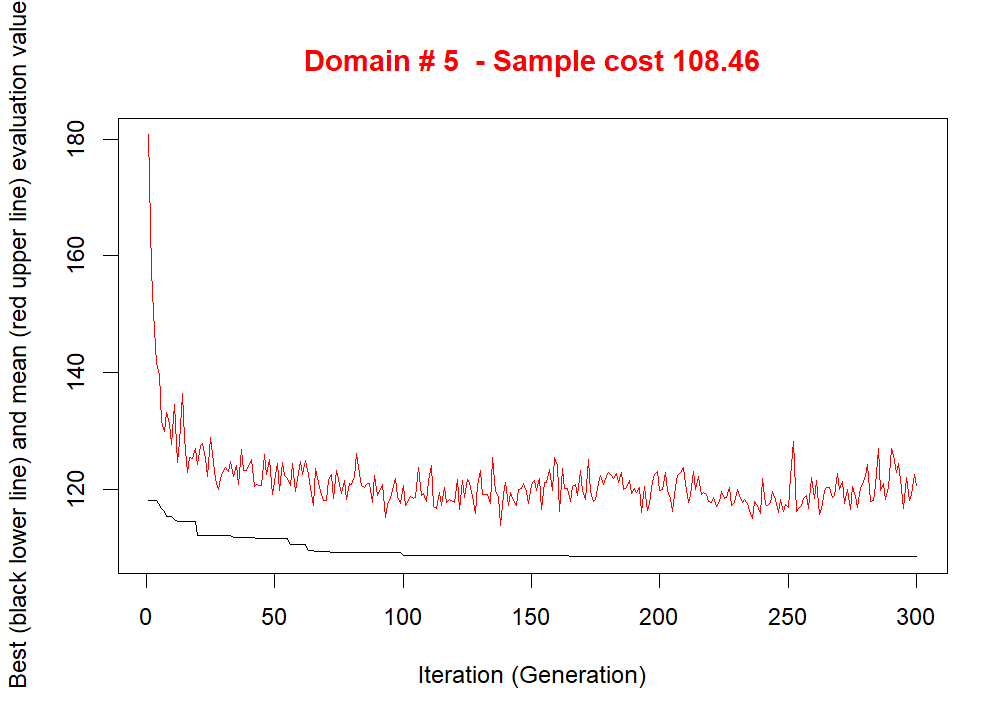 Domain # 5  - Sample cost 108.46
Best (black lower line) and mean (red upper line) evaluation value
180
160
140
120
0 50 100 150 200 250 300
Iteration (Generation)